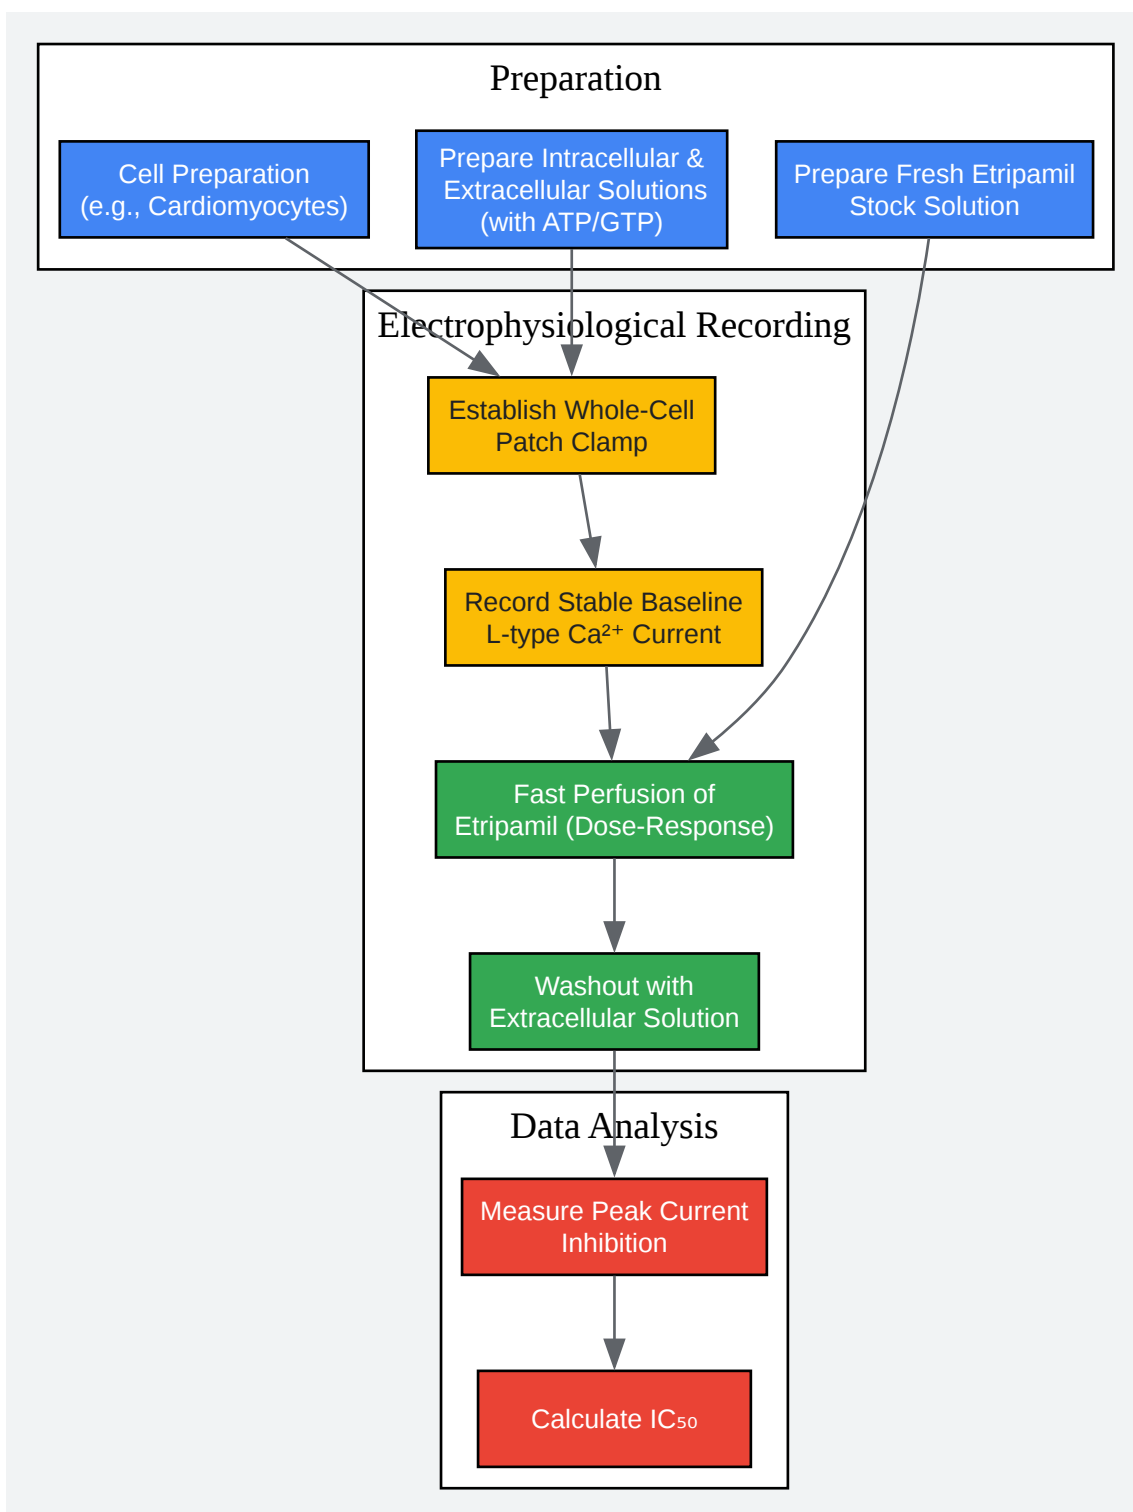 Preparation
Cell Preparation
(e.g., Cardiomyocytes)
Prepare Intracellular &
Extracellular Solutions
(with ATP/GTP)
Prepare Fresh Etripamil
Stock Solution
Electrophysiological Recording
Establish Whole-Cell
Patch Clamp
Record Stable Baseline
L-type Ca²⁺ Current
Fast Perfusion of
Etripamil (Dose-Response)
Washout with
Extracellular Solution
Data Analysis
Measure Peak Current
Inhibition
Calculate IC₅₀